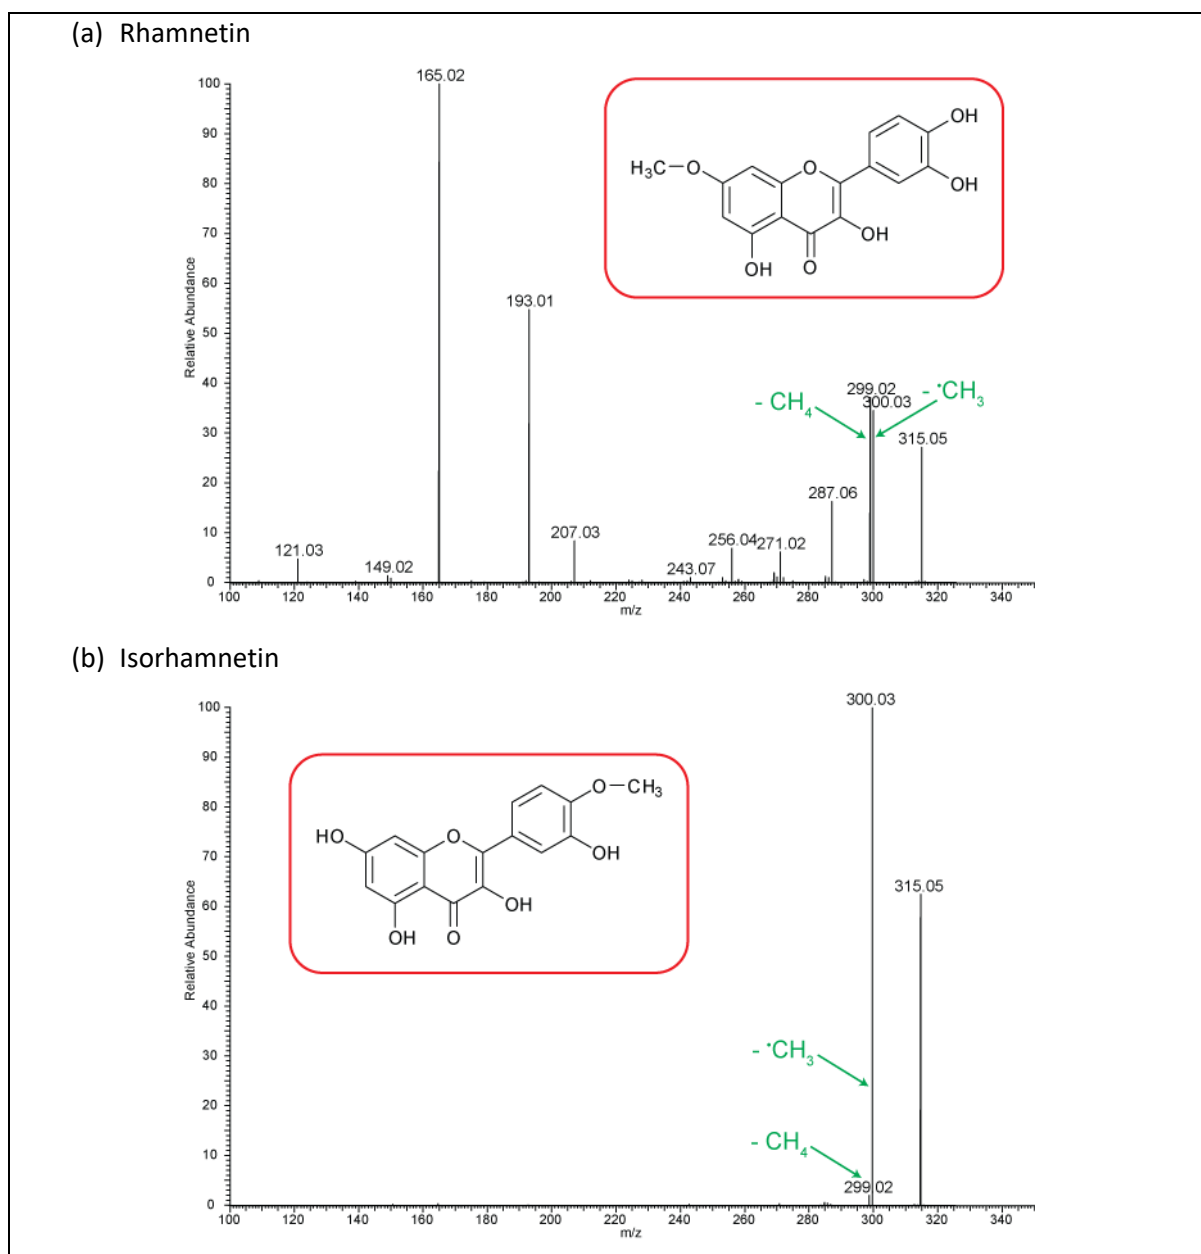 (a) Rhamnetin
165.02
193.01
207.03
121.03
149.02
243.07
256.04
271.02
287.06
299.02
300.03
315.05
- CH₄
- •CH₃
H₃C–O
O
OH
OH
OH
OH
O
Relative Abundance
100
90
80
70
60
50
40
30
20
10
0
100 120 140 160 180 200 220 240 260 280 300 320 340
m/z
(b) Isorhamnetin
300.03
315.05
299.02
- •CH₃
- CH₄
O–CH₃
HO
O
OH
OH
OH
O
Relative Abundance
100
90
80
70
60
50
40
30
20
10
0
100 120 140 160 180 200 220 240 260 280 300 320 340
m/z